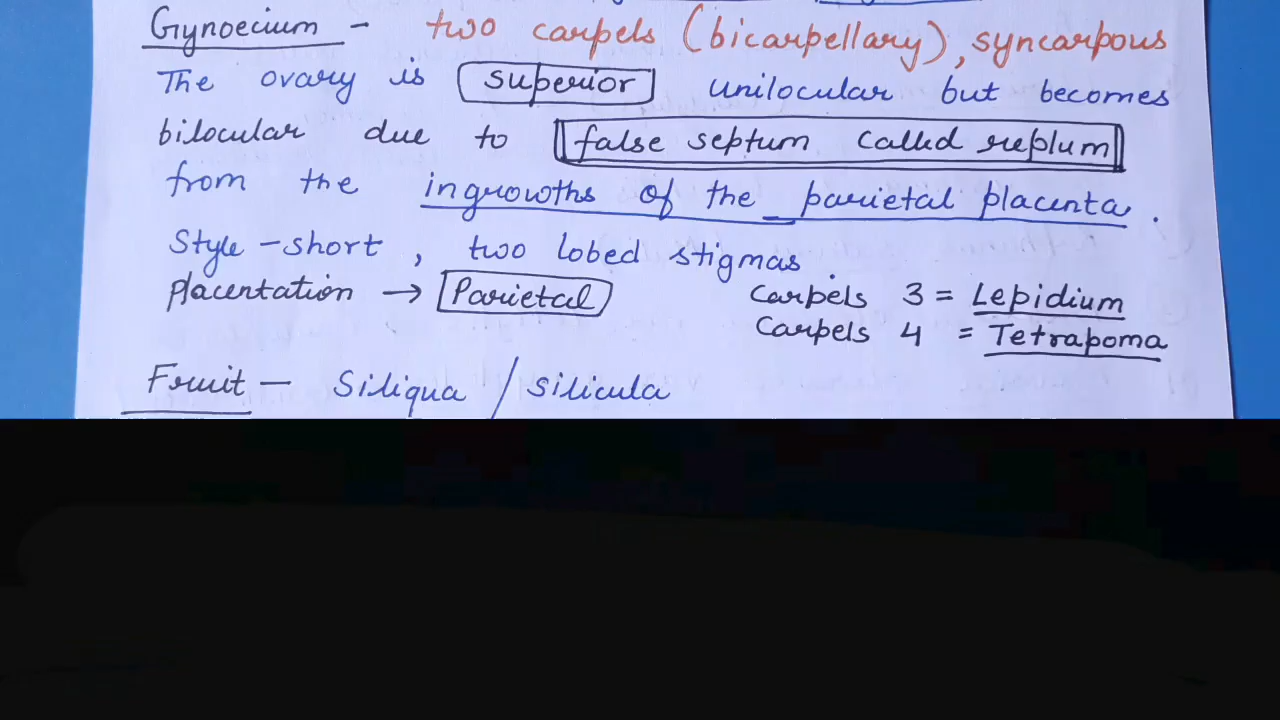 Gynoecium - two carpels (bicarpellary), syncarpous
The ovary is superior unilocular but becomes
bilocular due to false septum called replum
from the ingrowths of the parietal placenta.
Style - short, two lobed stigmas.
placentation → Parietal
Carpels 3 = Lepidium
Carpels 4 = Tetrapoma
Fruit - Siliqua / silicula